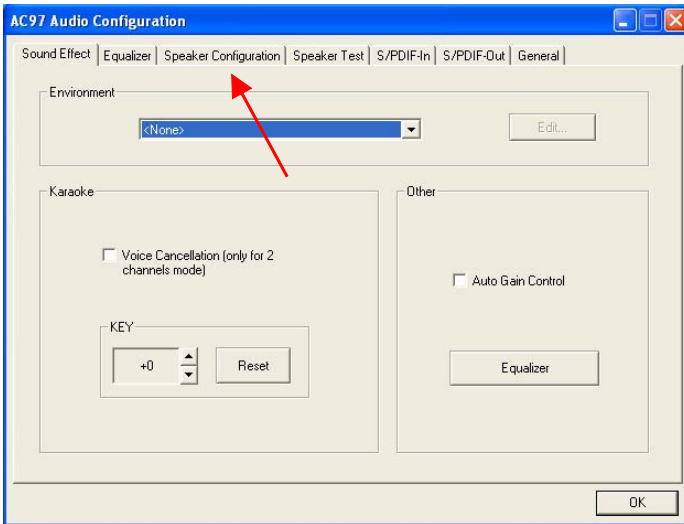 AC97 Audio Configuration
Sound Effect Equalizer Speaker Configuration Speaker Test S/PDIF-In S/PDIF-Out General
Environment
<None>
Edit...
Karaoke
Voice Cancellation (only for 2
channels mode)
KEY
+0
Reset
Other
Auto Gain Control
Equalizer
OK